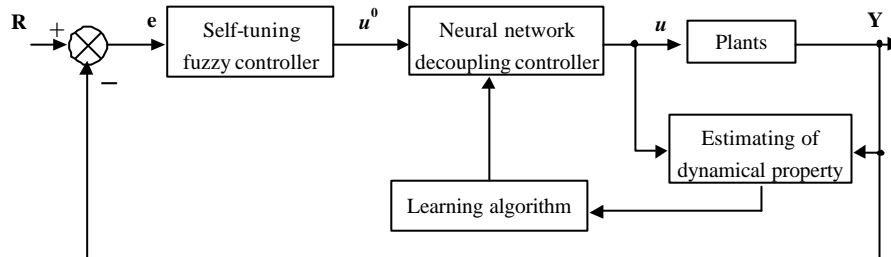 R
+
−
e
Self-tuning
fuzzy controller
u⁰
Neural network
decoupling controller
u
Plants
Y
Estimating of
dynamical property
Learning algorithm